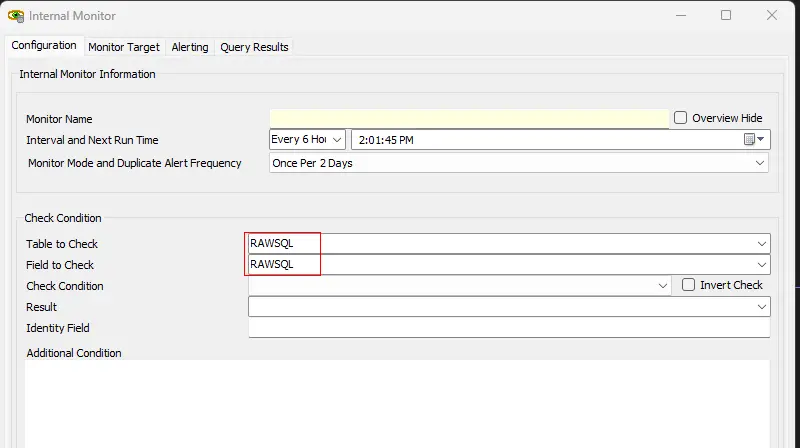 Internal Monitor
Configuration Monitor Target Alerting Query Results
Internal Monitor Information
Monitor Name Overview Hide
Interval and Next Run Time Every 6 Hou 2:01:45 PM
Monitor Mode and Duplicate Alert Frequency Once Per 2 Days
Check Condition
Table to Check RAWSQL
Field to Check RAWSQL
Check Condition Invert Check
Result
Identity Field
Additional Condition